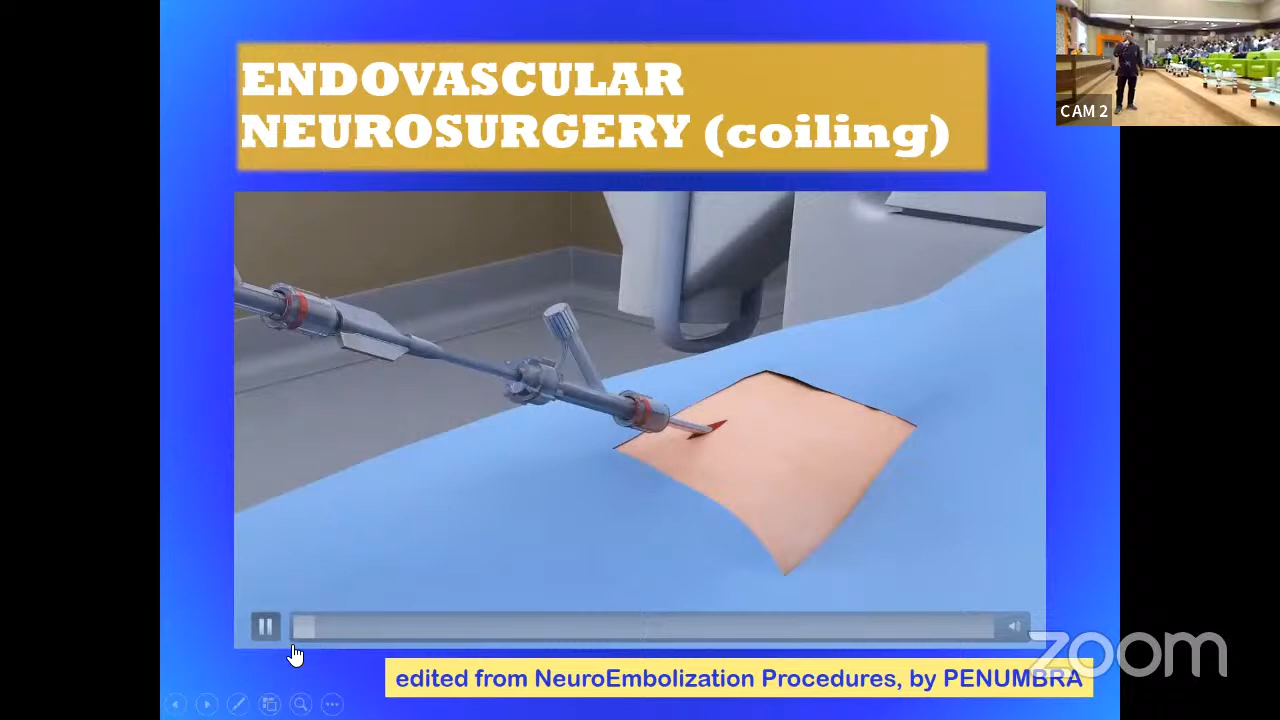 ENDOVASCULAR
NEUROSURGERY (coiling)
CAM 2
edited from NeuroEmbolization Procedures, by PENUMBRA
zoom